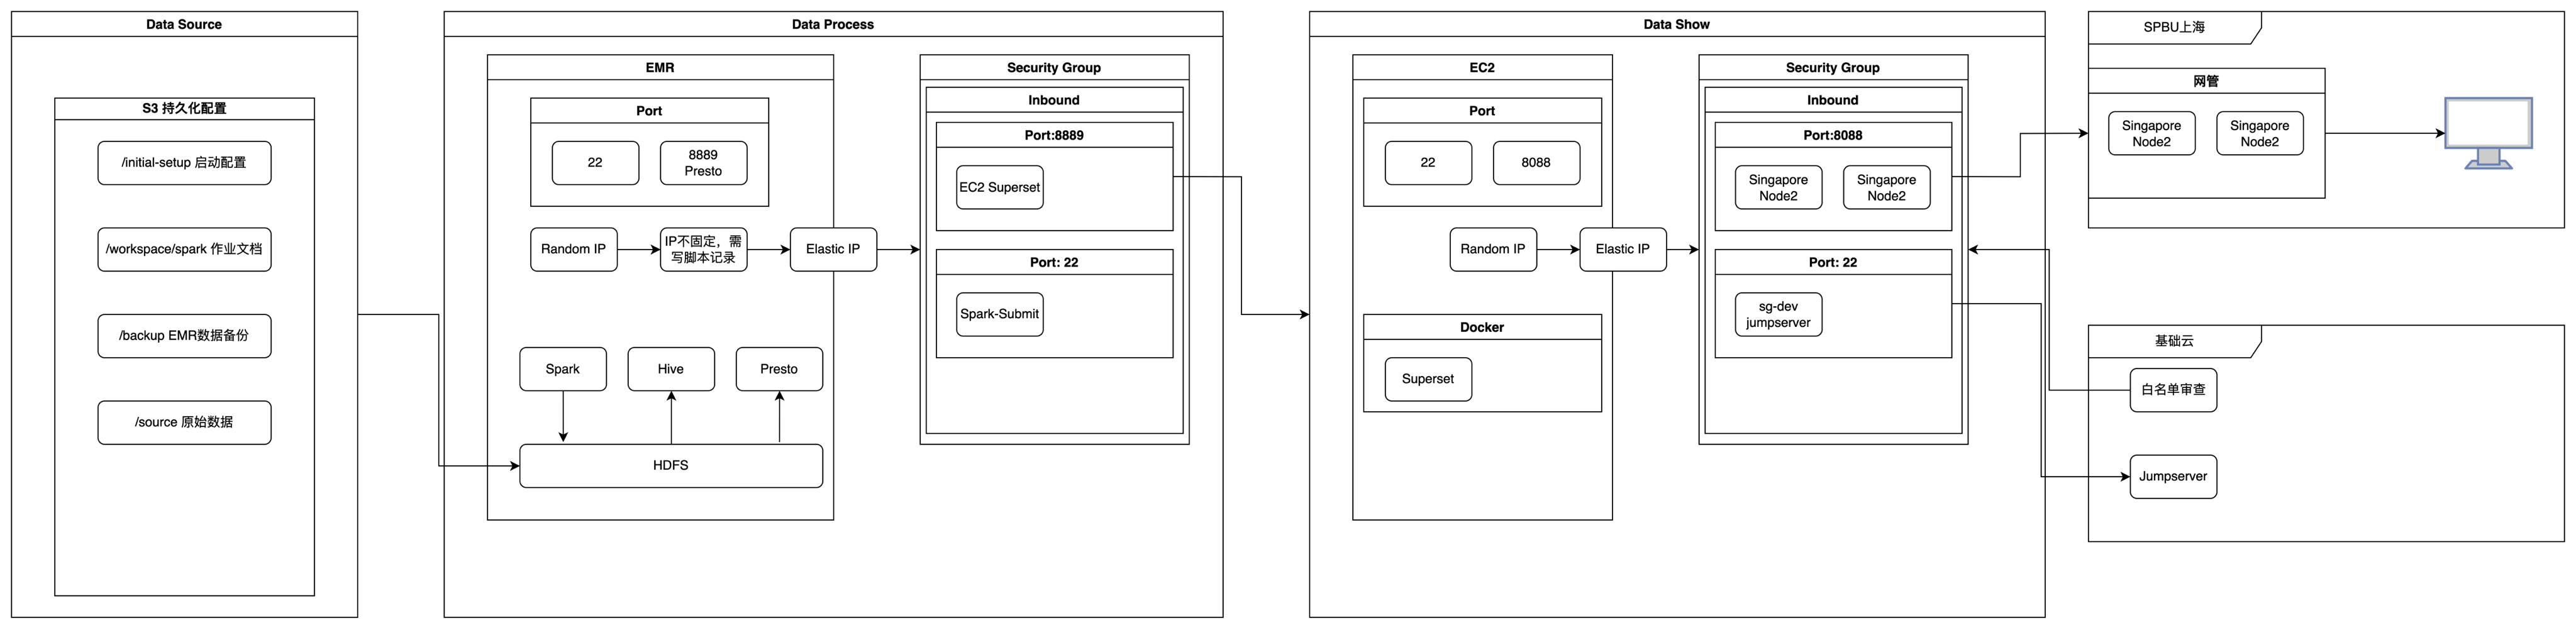 Data Source
S3 持久化配置
/initial-setup 启动配置
/workspace/spark 作业文档
/backup EMR数据备份
/source 原始数据
Data Process
EMR
Port
22
8889
Presto
Random IP
IP不固定，需
写脚本记录
Elastic IP
Spark
Hive
Presto
HDFS
Security Group
Inbound
Port:8889
EC2 Superset
Port: 22
Spark-Submit
Data Show
EC2
Port
22
8088
Random IP
Elastic IP
Docker
Superset
Security Group
Inbound
Port:8088
Singapore
Node2
Singapore
Node2
Port: 22
sg-dev
jumpserver
SPBU上海
网管
Singapore
Node2
Singapore
Node2
基础云
白名单审查
Jumpserver